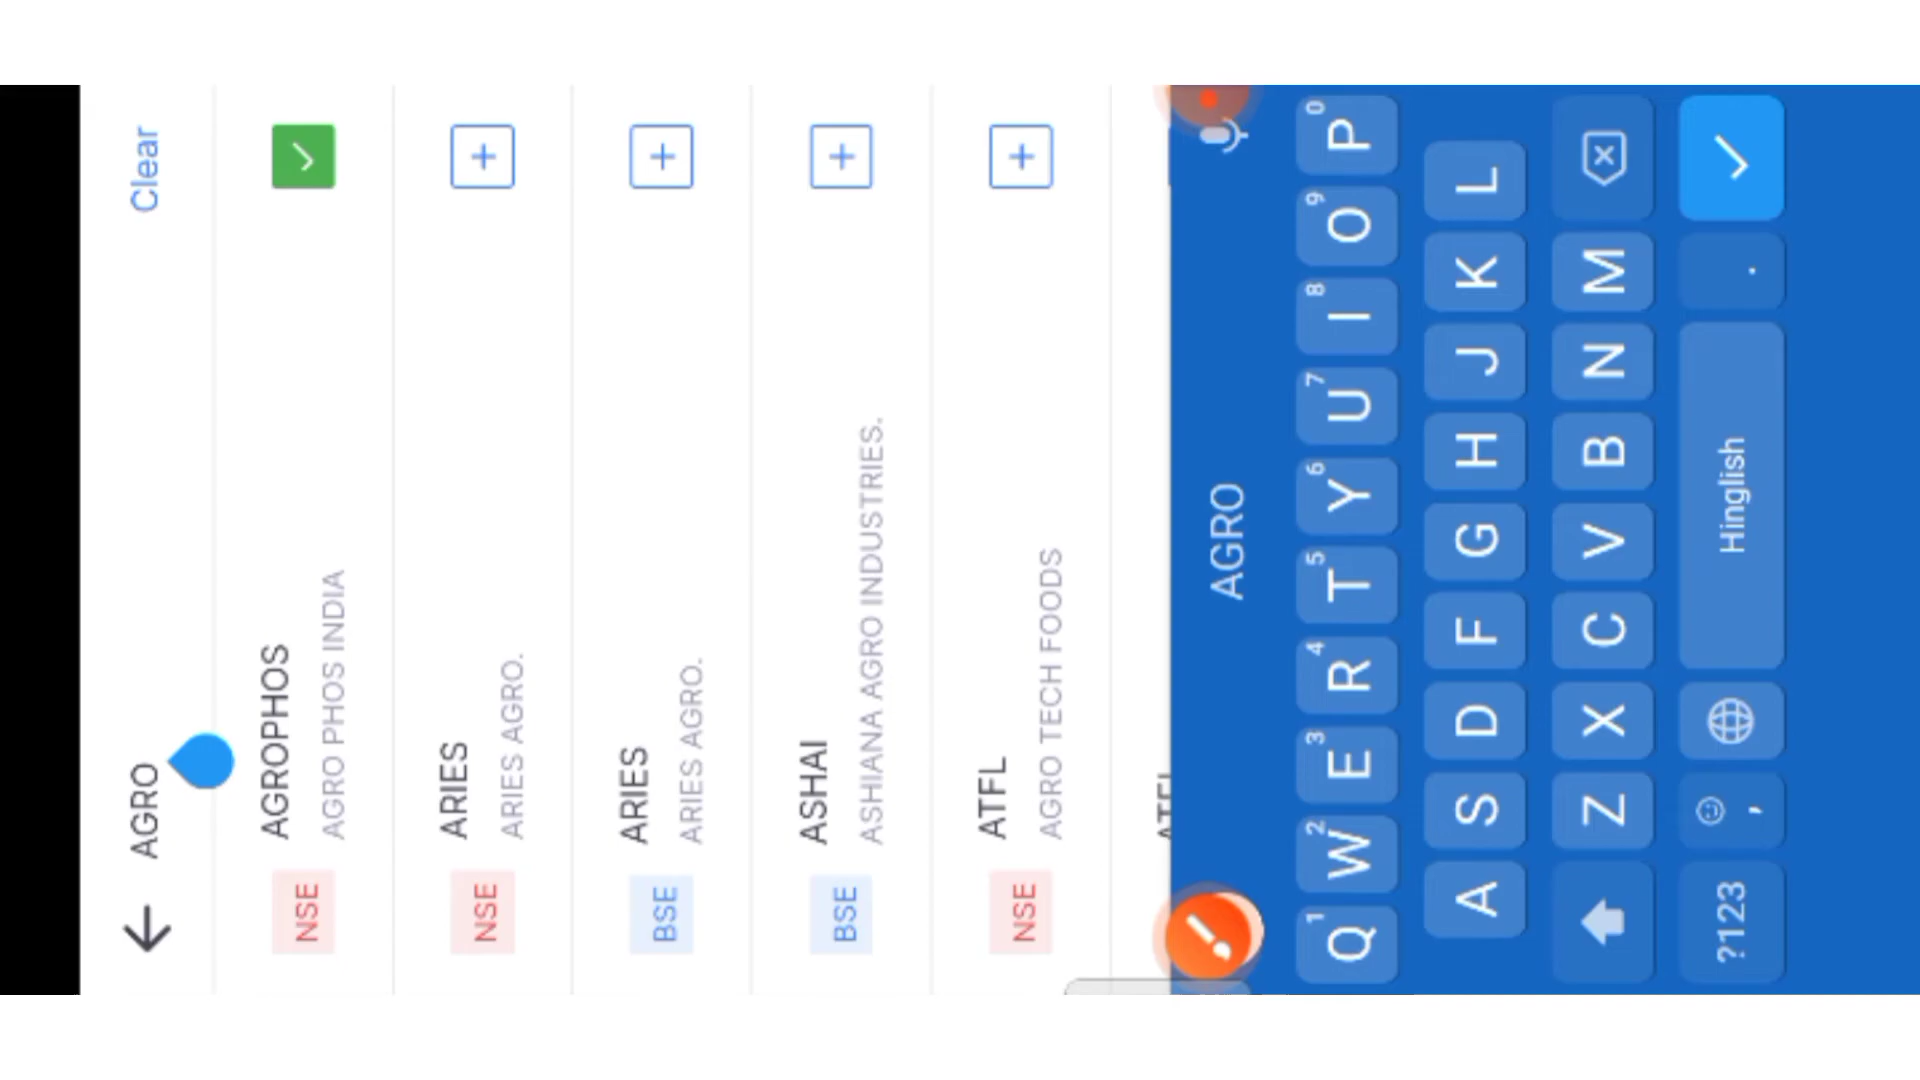 AGRO
Clear
AGROPHOS
NSE
AGRO PHOS INDIA
ARIES
NSE
ARIES AGRO.
ARIES
BSE
ARIES AGRO.
ASHAI
BSE
ASHIANA AGRO INDUSTRIES.
ATFL
NSE
AGRO TECH FOODS
AGRO
1 2 3 4 5 6 7 8 9 0
Q W E R T Y U I O P
A S D F G H J K L
Z X C V B N M
?123 , Hinglish .